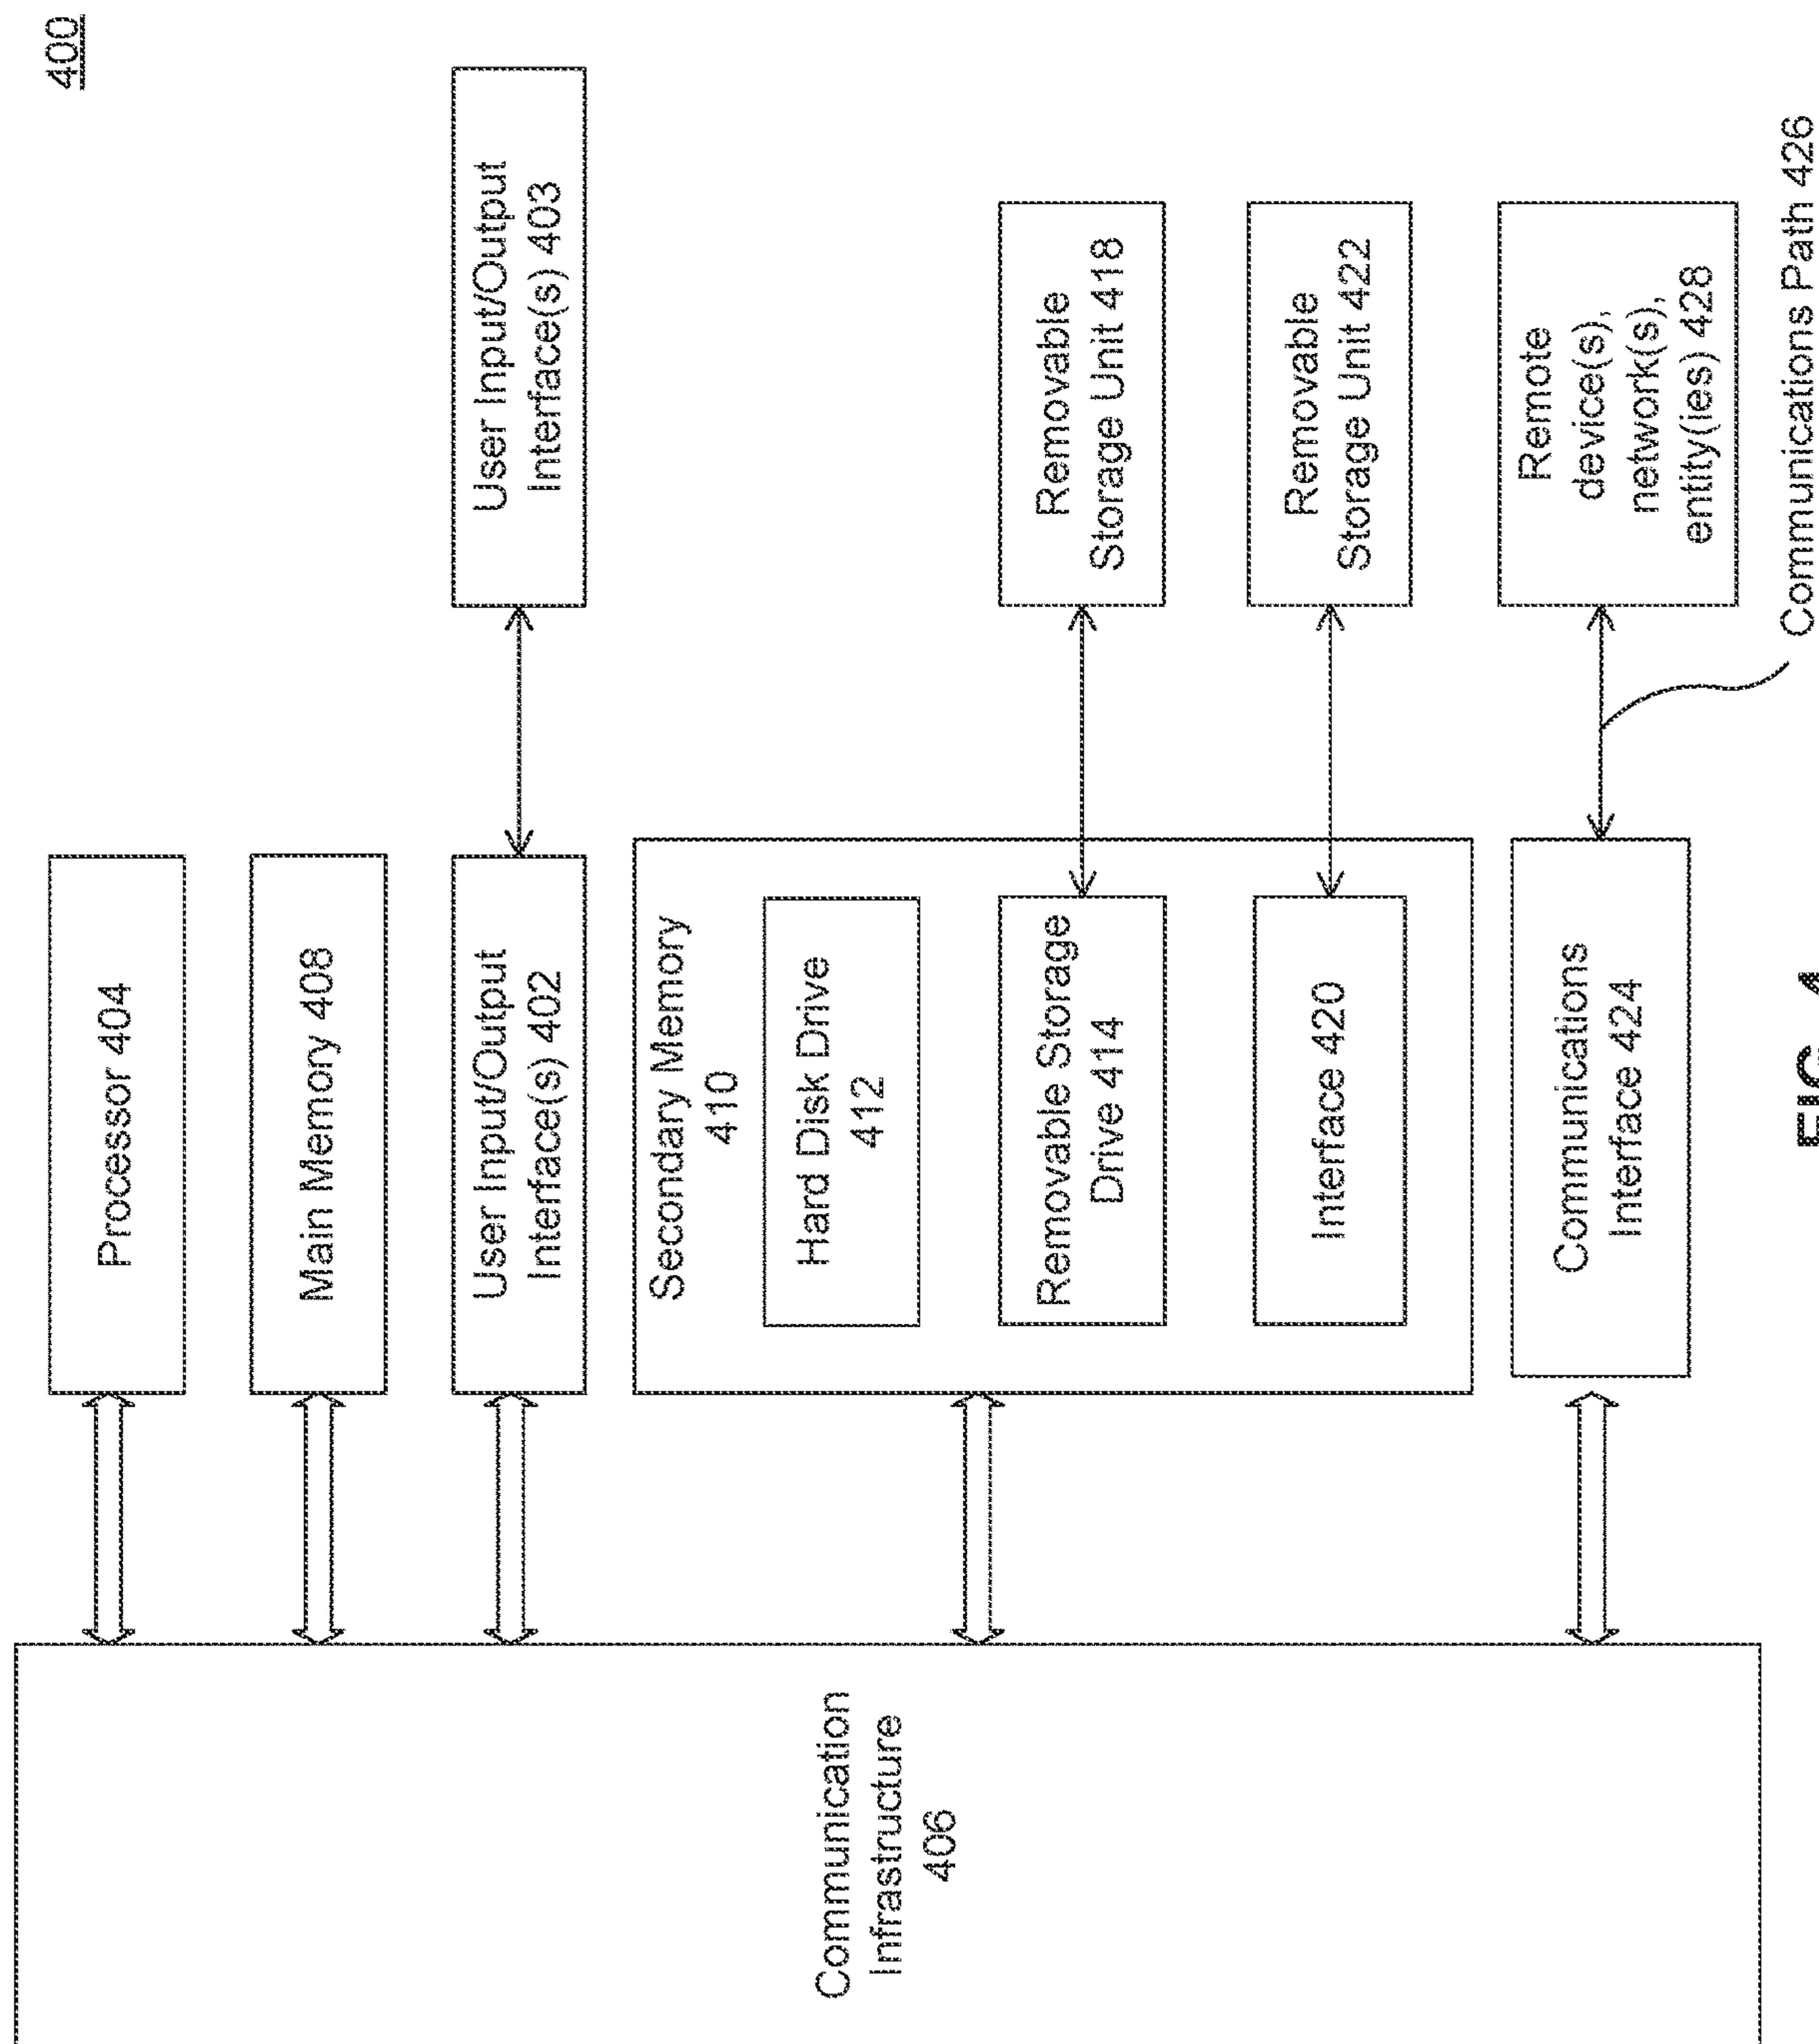 400
Processor 404
Main Memory 408
User Input/Output
Interface(s) 402
User Input/Output
Interface(s) 403
Communication
Infrastructure
406
Secondary Memory
410
Hard Disk Drive
412
Removable Storage
Drive 414
Removable
Storage Unit 418
Interface 420
Removable
Storage Unit 422
Communications
Interface 424
Remote
device(s),
network(s),
entity(ies) 428
Communications Path 426
FIG. 4